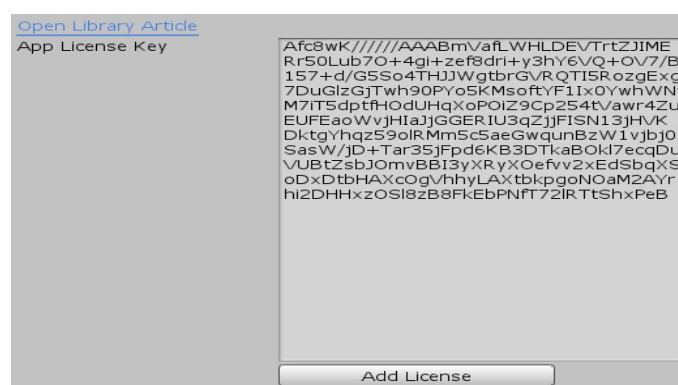 Open Library Article
App License Key
Afc8wK//////AAABmVafLWHLDEVTrtZJIME
Rr50Lub7O+4gi+zef8dri+y3hY6VQ+OV7/B
157+d/G5So4THJJWgtbrGVRQTI5RozgExg
7DuGlzGjTwh90PYo5KMsoftYF1Ix0YwhWN
M7iT5dptfHOdUHqXoPOiZ9Cp254tVawr4Zu
EUFEaoWvjHIaJjGGERIU3qZjjFISN13jHVK
DktgYhqz59olRMm5c5aeGwqunBzW1vjbj0
SasW/jD+Tar35jFpd6KB3DTkaBOkl7ecqDu
VUBtZsbJOmvBBI3yXRyXOefvv2xEdSbqXS
oDxDtbHAXcOgVhhyLAXtbkpgoNOaM2AYr
hi2DHHxzOSl8zB8FkEbPNfT72lRTtShxPeB
Add License